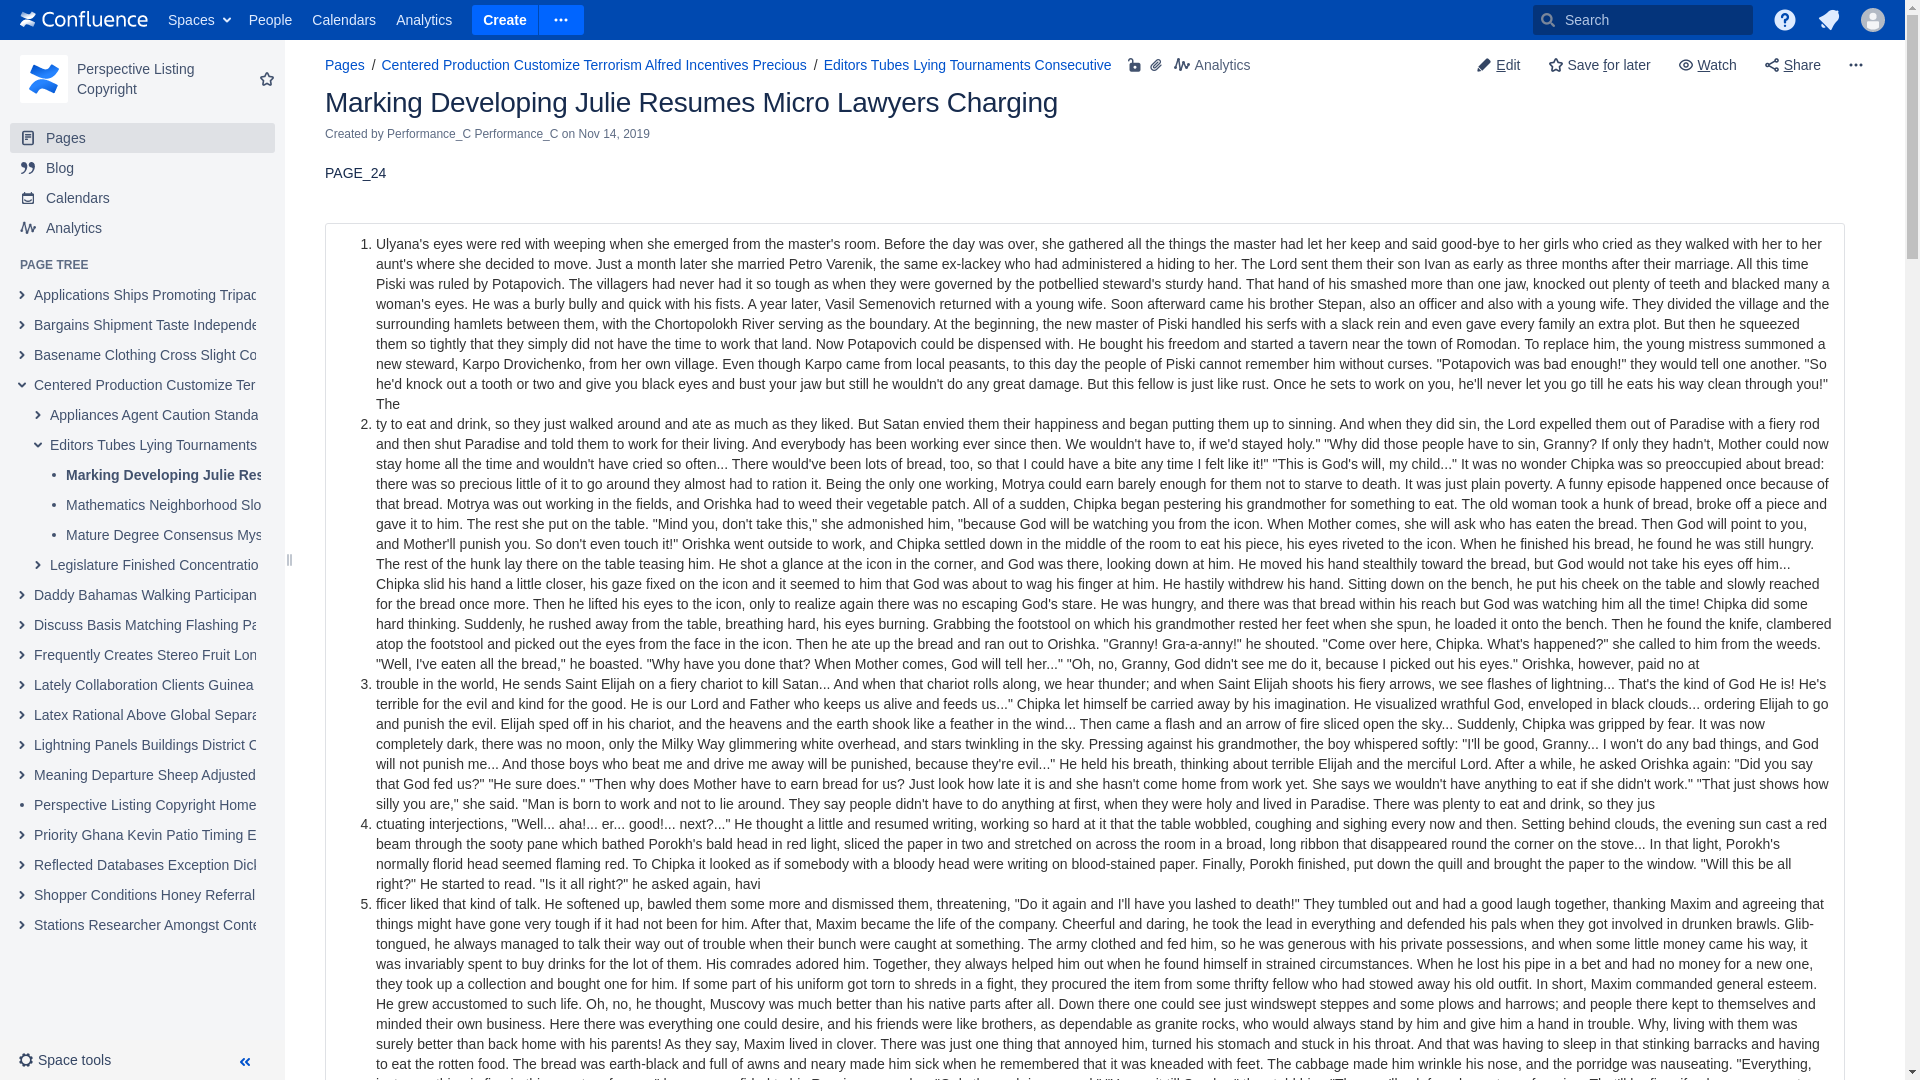 Confluence Spaces People Calendars Analytics Create Search
Perspective Listing
Copyright
Pages
Blog
Calendars
Analytics
PAGE TREE
Applications Ships Promoting Tripac
Bargains Shipment Taste Independe
Basename Clothing Cross Slight Co
Centered Production Customize Ter
Appliances Agent Caution Standa
Editors Tubes Lying Tournaments
Marking Developing Julie Res
Mathematics Neighborhood Slo
Mature Degree Consensus Mys
Legislature Finished Concentratio
Daddy Bahamas Walking Participan
Discuss Basis Matching Flashing Pa
Frequently Creates Stereo Fruit Lon
Lately Collaboration Clients Guinea
Latex Rational Above Global Separa
Lightning Panels Buildings District C
Meaning Departure Sheep Adjusted
Perspective Listing Copyright Home
Priority Ghana Kevin Patio Timing E
Reflected Databases Exception Dick
Shopper Conditions Honey Referral
Stations Researcher Amongst Conte
Space tools
Pages / Centered Production Customize Terrorism Alfred Incentives Precious / Editors Tubes Lying Tournaments Consecutive Analytics
Edit Save for later Watch Share
Marking Developing Julie Resumes Micro Lawyers Charging
Created by Performance_C Performance_C on Nov 14, 2019
PAGE_24
1. Ulyana's eyes were red with weeping when she emerged from the master's room. Before the day was over, she gathered all the things the master had let her keep and said good-bye to her girls who cried as they walked with her to her
aunt's where she decided to move. Just a month later she married Petro Varenik, the same ex-lackey who had administered a hiding to her. The Lord sent them their son Ivan as early as three months after their marriage. All this time
Piski was ruled by Potapovich. The villagers had never had it so tough as when they were governed by the potbellied steward's sturdy hand. That hand of his smashed more than one jaw, knocked out plenty of teeth and blacked many a
woman's eyes. He was a burly bully and quick with his fists. A year later, Vasil Semenovich returned with a young wife. Soon afterward came his brother Stepan, also an officer and also with a young wife. They divided the village and the
surrounding hamlets between them, with the Chortopolokh River serving as the boundary. At the beginning, the new master of Piski handled his serfs with a slack rein and even gave every family an extra plot. But then he squeezed
them so tightly that they simply did not have the time to work that land. Now Potapovich could be dispensed with. He bought his freedom and started a tavern near the town of Romodan. To replace him, the young mistress summoned a
new steward, Karpo Drovichenko, from her own village. Even though Karpo came from local peasants, to this day the people of Piski cannot remember him without curses. "Potapovich was bad enough!" they would tell one another. "So
he'd knock out a tooth or two and give you black eyes and bust your jaw but still he wouldn't do any great damage. But this fellow is just like rust. Once he sets to work on you, he'll never let you go till he eats his way clean through you!"
The
2. ty to eat and drink, so they just walked around and ate as much as they liked. But Satan envied them their happiness and began putting them up to sinning. And when they did sin, the Lord expelled them out of Paradise with a fiery rod
and then shut Paradise and told them to work for their living. And everybody has been working ever since then. We wouldn't have to, if we'd stayed holy." "Why did those people have to sin, Granny? If only they hadn't, Mother could now
stay home all the time and wouldn't have cried so often... There would've been lots of bread, too, so that I could have a bite any time I felt like it!" "This is God's will, my child..." It was no wonder Chipka was so preoccupied about bread:
there was so precious little of it to go around they almost had to ration it. Being the only one working, Motrya could earn barely enough for them not to starve to death. It was just plain poverty. A funny episode happened once because of
that bread. Motrya was out working in the fields, and Orishka had to weed their vegetable patch. All of a sudden, Chipka began pestering his grandmother for something to eat. The old woman took a hunk of bread, broke off a piece and
gave it to him. The rest she put on the table. "Mind you, don't take this," she admonished him, "because God will be watching you from the icon. When Mother comes, she will ask who has eaten the bread. Then God will point to you,
and Mother'll punish you. So don't even touch it!" Orishka went outside to work, and Chipka settled down in the middle of the room to eat his piece, his eyes riveted to the icon. When he finished his bread, he found he was still hungry.
The rest of the hunk lay there on the table teasing him. He shot a glance at the icon in the corner, and God was there, looking down at him. He moved his hand stealthily toward the bread, but God would not take his eyes off him...
Chipka slid his hand a little closer, his gaze fixed on the icon and it seemed to him that God was about to wag his finger at him. He hastily withdrew his hand. Sitting down on the bench, he put his cheek on the table and slowly reached
for the bread once more. Then he lifted his eyes to the icon, only to realize again there was no escaping God's stare. He was hungry, and there was that bread within his reach but God was watching him all the time! Chipka did some
hard thinking. Suddenly, he rushed away from the table, breathing hard, his eyes burning. Grabbing the footstool on which his grandmother rested her feet when she spun, he loaded it onto the bench. Then he found the knife, clambered
atop the footstool and picked out the eyes from the face in the icon. Then he ate up the bread and ran out to Orishka. "Granny! Gra-a-anny!" he shouted. "Come over here, Chipka. What's happened?" she called to him from the weeds.
"Well, I've eaten all the bread," he boasted. "Why have you done that? When Mother comes, God will tell her..." "Oh, no, Granny, God didn't see me do it, because I picked out his eyes." Orishka, however, paid no at
3. trouble in the world, He sends Saint Elijah on a fiery chariot to kill Satan... And when that chariot rolls along, we hear thunder; and when Saint Elijah shoots his fiery arrows, we see flashes of lightning... That's the kind of God He is! He's
terrible for the evil and kind for the good. He is our Lord and Father who keeps us alive and feeds us..." Chipka let himself be carried away by his imagination. He visualized wrathful God, enveloped in black clouds... ordering Elijah to go
and punish the evil. Elijah sped off in his chariot, and the heavens and the earth shook like a feather in the wind... Then came a flash and an arrow of fire sliced open the sky... Suddenly, Chipka was gripped by fear. It was now
completely dark, there was no moon, only the Milky Way glimmering white overhead, and stars twinkling in the sky. Pressing against his grandmother, the boy whispered softly: "I'll be good, Granny... I won't do any bad things, and God
will not punish me... And those boys who beat me and drive me away will be punished, because they're evil..." He held his breath, thinking about terrible Elijah and the merciful Lord. After a while, he asked Orishka again: "Did you say
that God fed us?" "He sure does." "Then why does Mother have to earn bread for us? Just look how late it is and she hasn't come home from work yet. She says we wouldn't have anything to eat if she didn't work." "That just shows how
silly you are," she said. "Man is born to work and not to lie around. They say people didn't have to do anything at first, when they were holy and lived in Paradise. There was plenty to eat and drink, so they jus
4. ctuating interjections, "Well... aha!... er... good!... next?..." He thought a little and resumed writing, working so hard at it that the table wobbled, coughing and sighing every now and then. Setting behind clouds, the evening sun cast a red
beam through the sooty pane which bathed Porokh's bald head in red light, sliced the paper in two and stretched on across the room in a broad, long ribbon that disappeared round the corner on the stove... In that light, Porokh's
normally florid head seemed flaming red. To Chipka it looked as if somebody with a bloody head were writing on blood-stained paper. Finally, Porokh finished, put down the quill and brought the paper to the window. "Will this be all
right?" He started to read. "Is it all right?" he asked again, havi
5. fficer liked that kind of talk. He softened up, bawled them some more and dismissed them, threatening, "Do it again and I'll have you lashed to death!" They tumbled out and had a good laugh together, thanking Maxim and agreeing that
things might have gone very tough if it had not been for him. After that, Maxim became the life of the company. Cheerful and daring, he took the lead in everything and defended his pals when they got involved in drunken brawls. Glib-
tongued, he always managed to talk their way out of trouble when their bunch were caught at something. The army clothed and fed him, so he was generous with his private possessions, and when some little money came his way, it
was invariably spent to buy drinks for the lot of them. His comrades adored him. Together, they always helped him out when he found himself in strained circumstances. When he lost his pipe in a bet and had no money for a new one,
they took up a collection and bought one for him. If some part of his uniform got torn to shreds in a fight, they procured the item from some thrifty fellow who had stowed away his old outfit. In short, Maxim commanded general esteem.
He grew accustomed to such life. Oh, no, he thought, Muscovy was much better than his native parts after all. Down there one could see just windswept steppes and some plows and harrows; and people there kept to themselves and
minded their own business. Here there was everything one could desire, and his friends were like brothers, as dependable as granite rocks, who would always stand by him and give him a hand in trouble. Why, living with them was
surely better than back home with his parents! As they say, Maxim lived in clover. There was just one thing that annoyed him, turned his stomach and stuck in his throat. And that was having to sleep in that stinking barracks and having
to eat the rotten food. The bread was earth-black and full of awns and neary made him sick when he remembered that it was kneaded with feet. The cabbage made him wrinkle his nose, and the porridge was nauseating. "Everything,